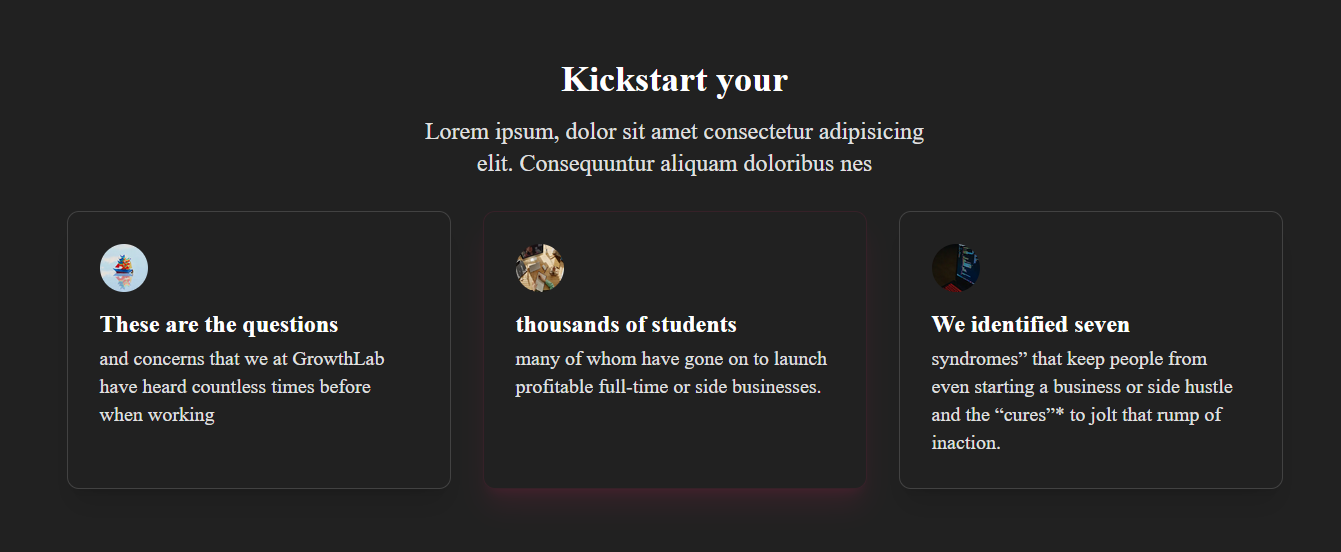 Kickstart your
Lorem ipsum, dolor sit amet consectetur adipisicing
elit. Consequuntur aliquam doloribus nes
These are the questions
and concerns that we at GrowthLab
have heard countless times before
when working
thousands of students
many of whom have gone on to launch
profitable full-time or side businesses.
We identified seven
syndromes” that keep people from
even starting a business or side hustle
and the “cures”* to jolt that rump of
inaction.